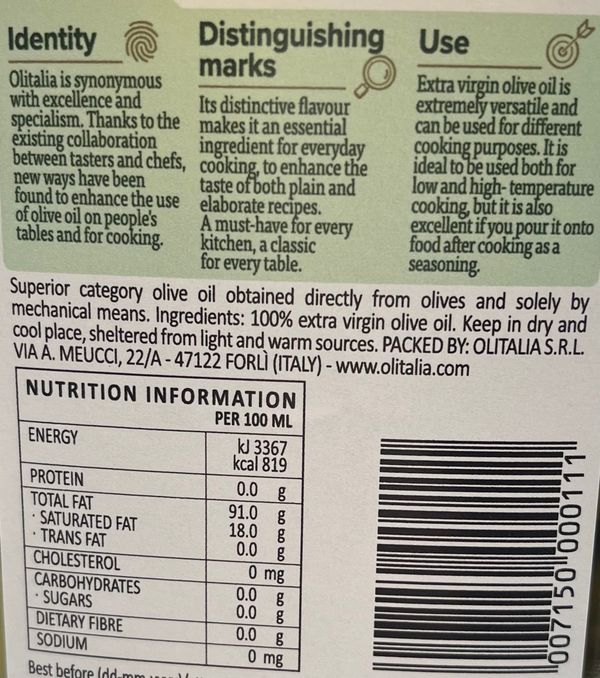 Identity
Olitalia is synonymous
with excellence and
specialism. Thanks to the
existing collaboration
between tasters and chefs,
new ways have been
found to enhance the use
of olive oil on people's
tables and for cooking.
Distinguishing
marks
Its distinctive flavour
makes it an essential
ingredient for everyday
cooking, to enhance the
taste of both plain and
elaborate recipes.
A must-have for every
kitchen, a classic
for every table.
Use
Extra virgin olive oil is
extremely versatile and
can be used for different
cooking purposes. It is
ideal to be used both for
low and high- temperature
cooking, but it is also
excellent if you pour it onto
food after cooking as a
seasoning.
Superior category olive oil obtained directly from olives and solely by
mechanical means. Ingredients: 100% extra virgin olive oil. Keep in dry and
cool place, sheltered from light and warm sources. PACKED BY: OLITALIA S.R.L.
VIA A. MEUCCI, 22/A - 47122 FORLÌ (ITALY) - www.olitalia.com
NUTRITION INFORMATION
PER 100 ML
ENERGY kJ 3367
kcal 819
PROTEIN 0.0 g
TOTAL FAT 91.0 g
· SATURATED FAT 18.0 g
· TRANS FAT 0.0 g
CHOLESTEROL 0 mg
CARBOHYDRATES 0.0 g
· SUGARS 0.0 g
DIETARY FIBRE 0.0 g
SODIUM 0 mg
Best before (dd-mm
007150 000111